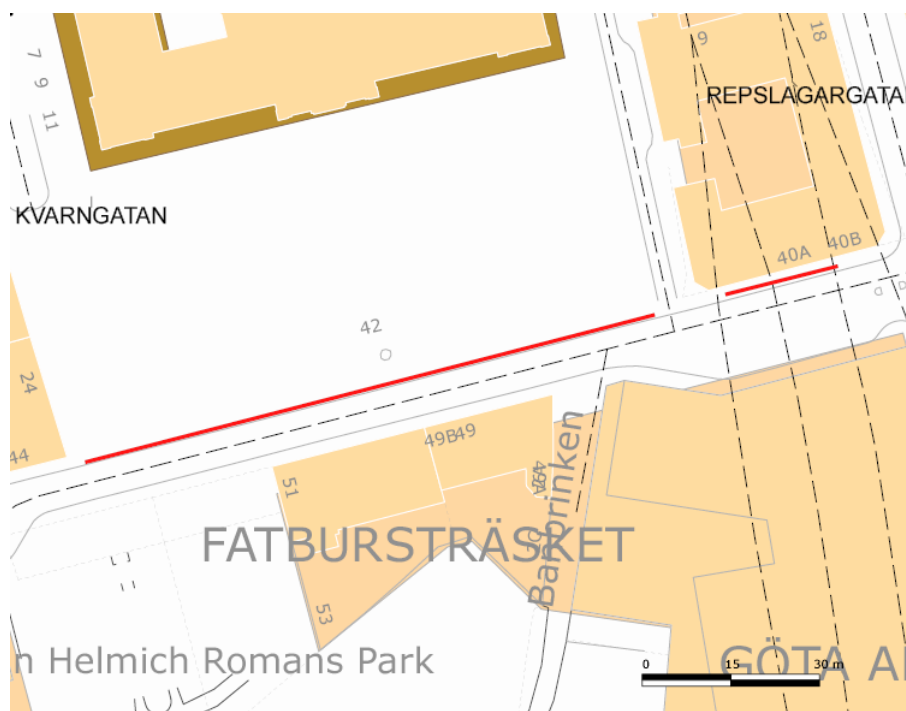 7
9
11
9
18
REPSLAGARGATA
KVARNGATAN
40A
40B
42
24
44
49B
49
51
Banbrinken
FATBURSTRÄSKET
53
n Helmich Romans Park
0 15 30 m
GÖTA A